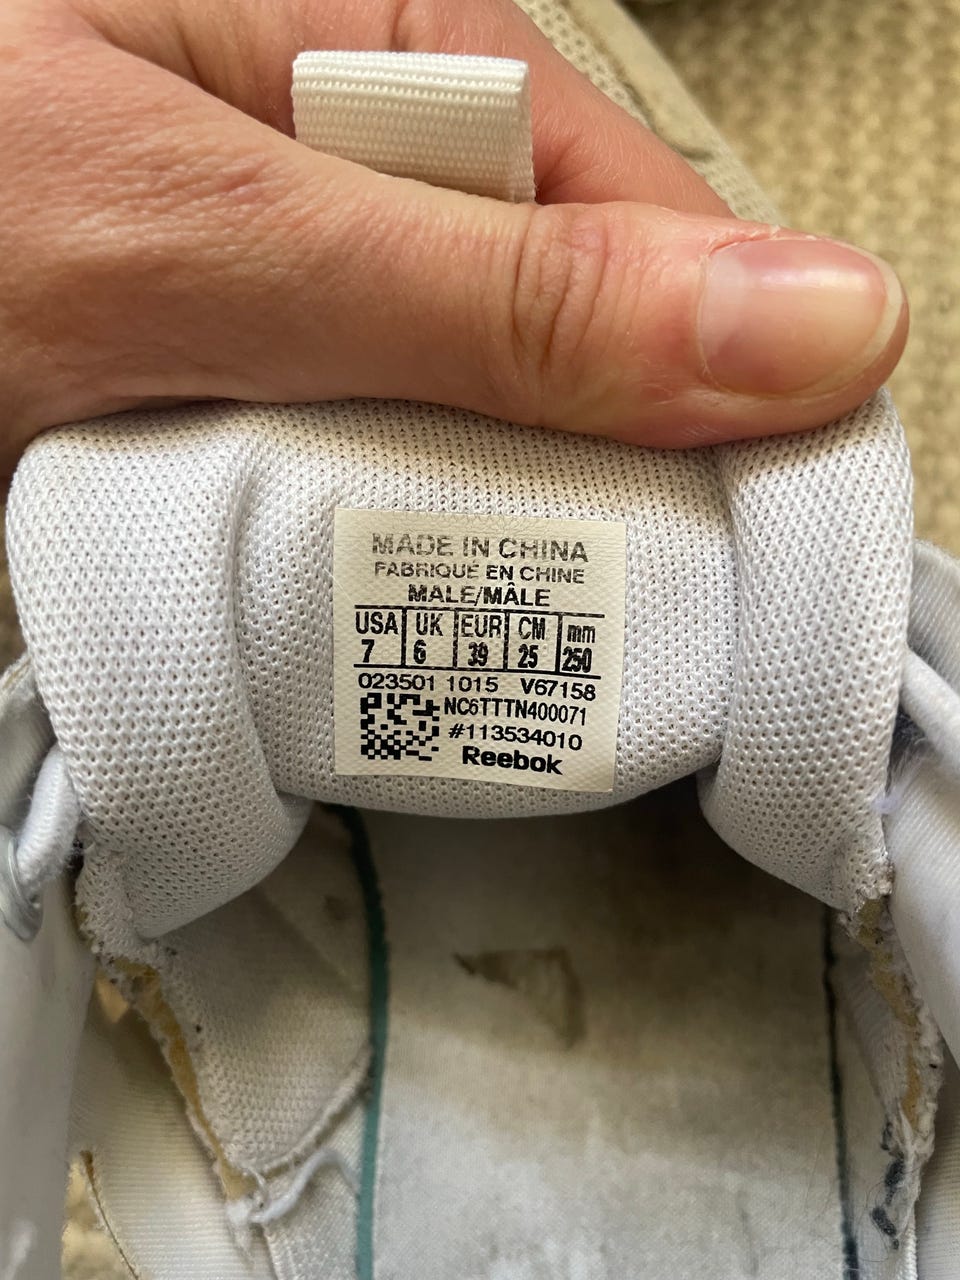 MADE IN CHINA
FABRIQUÉ EN CHINE
MALE/MÂLE
USA UK EUR CM mm
7 6 39 25 250
023501 1015 V67158
NC6TTTN400071
#113534010
Reebok